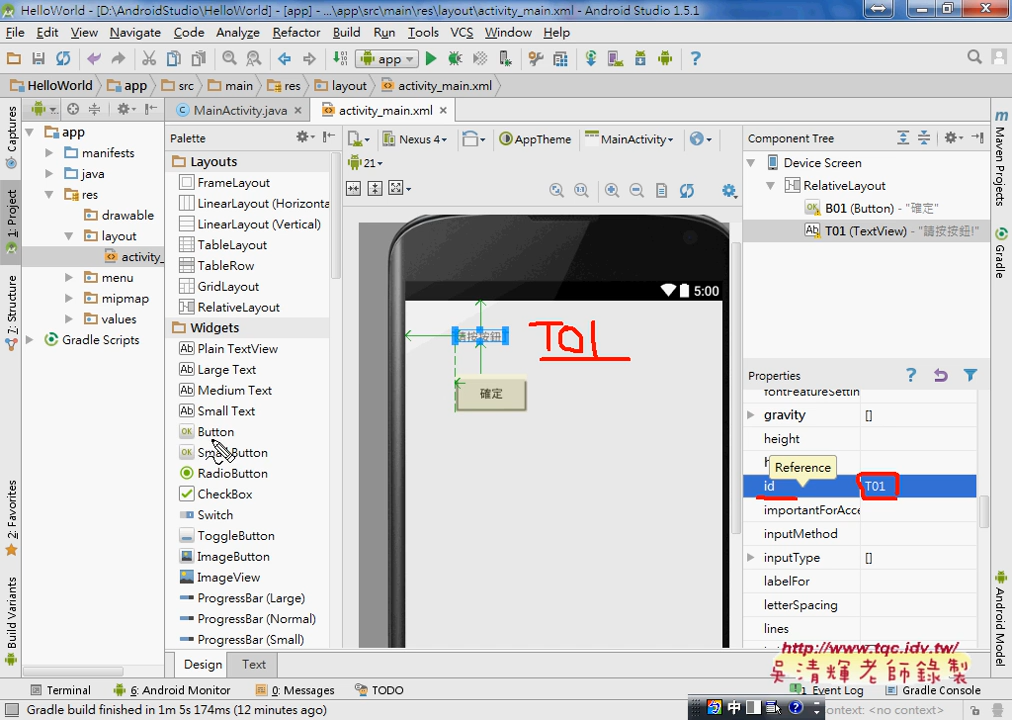 HelloWorld - [D:\AndroidStudio\HelloWorld] - [app] - ...\app\src\main\res\layout\activity_main.xml - Android Studio 1.5.1
File Edit View Navigate Code Analyze Refactor Build Run Tools VCS Window Help
app
HelloWorld app src main res layout activity_main.xml
MainActivity.java activity_main.xml
Captures
1: Project
7: Structure
2: Favorites
Build Variants
app
manifests
java
res
drawable
layout
activity_
menu
mipmap
values
Gradle Scripts
Palette
Layouts
FrameLayout
LinearLayout (Horizonta
LinearLayout (Vertical)
TableLayout
TableRow
GridLayout
RelativeLayout
Widgets
Plain TextView
Large Text
Medium Text
Small Text
Button
Small Button
RadioButton
CheckBox
Switch
ToggleButton
ImageButton
ImageView
ProgressBar (Large)
ProgressBar (Normal)
ProgressBar (Small)
Nexus 4 AppTheme MainActivity
21
5:00
請按按鈕!
T01
確定
Component Tree
Device Screen
RelativeLayout
B01 (Button) - "確定"
T01 (TextView) - "請按按鈕!"
Properties
fontFeatureSettin
gravity []
height
Reference
id T01
importantForAcce
inputMethod
inputType []
labelFor
letterSpacing
lines
Maven Projects
Gradle
Android Model
Design Text
http://www.tqc.idv.tw/
吳清輝老師錄製
Terminal 6: Android Monitor 0: Messages TODO 1 Event Log Gradle Console
Gradle build finished in 1m 5s 174ms (12 minutes ago)
中
ontext: <no context>